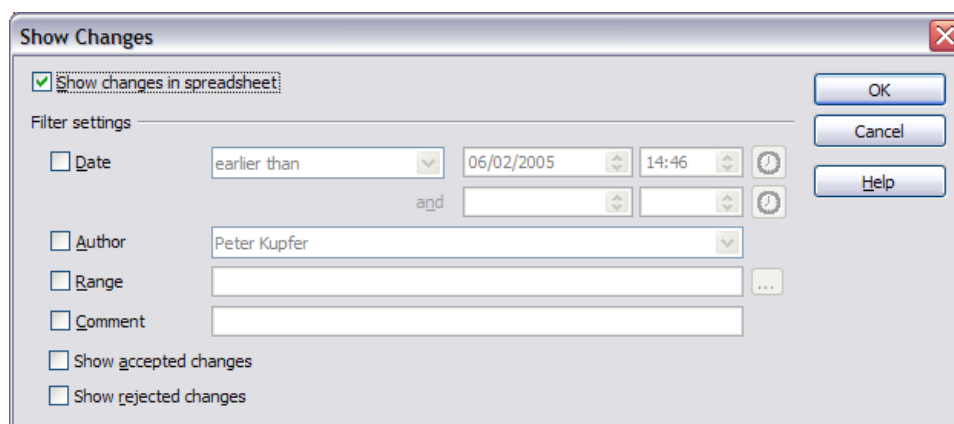 Show Changes
Show changes in spreadsheet
OK
Filter settings
Cancel
Date earlier than 06/02/2005 14:46
Help
and
Author Peter Kupfer
Range ...
Comment
Show accepted changes
Show rejected changes